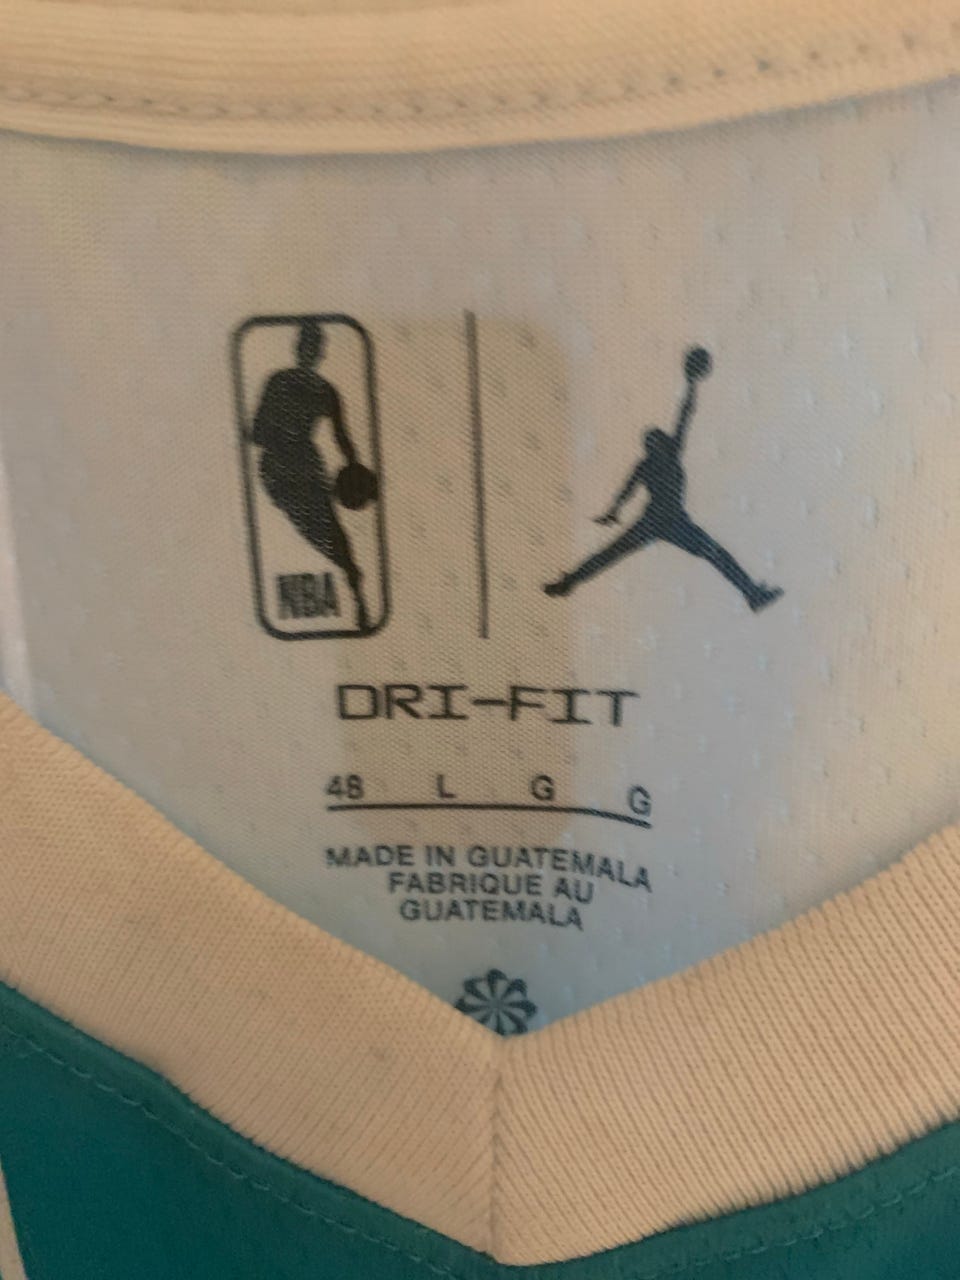 NBA
DRI-FIT
48 L G G
MADE IN GUATEMALA
FABRIQUE AU
GUATEMALA